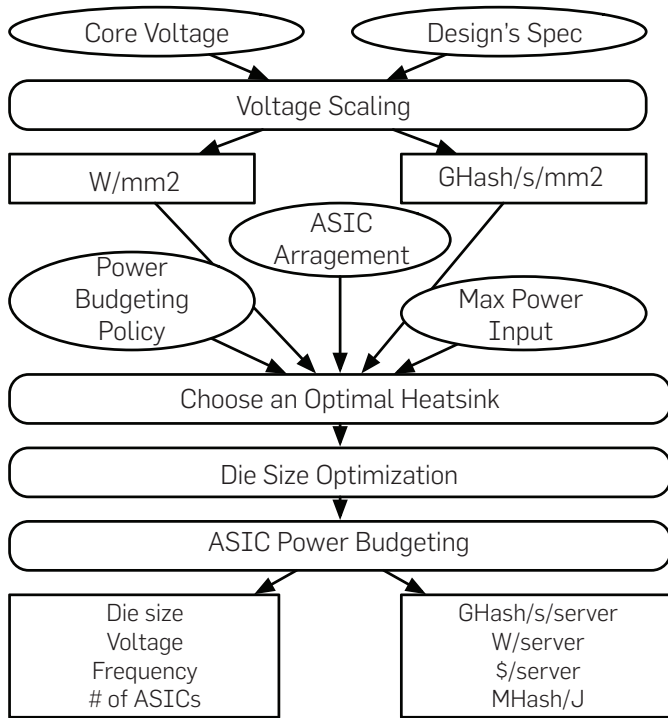 Core Voltage
Design's Spec
Voltage Scaling
W/mm2
GHash/s/mm2
ASIC
Arragement
Power
Budgeting
Policy
Max Power
Input
Choose an Optimal Heatsink
Die Size Optimization
ASIC Power Budgeting
Die size
Voltage
Frequency
# of ASICs
GHash/s/server
W/server
$/server
MHash/J